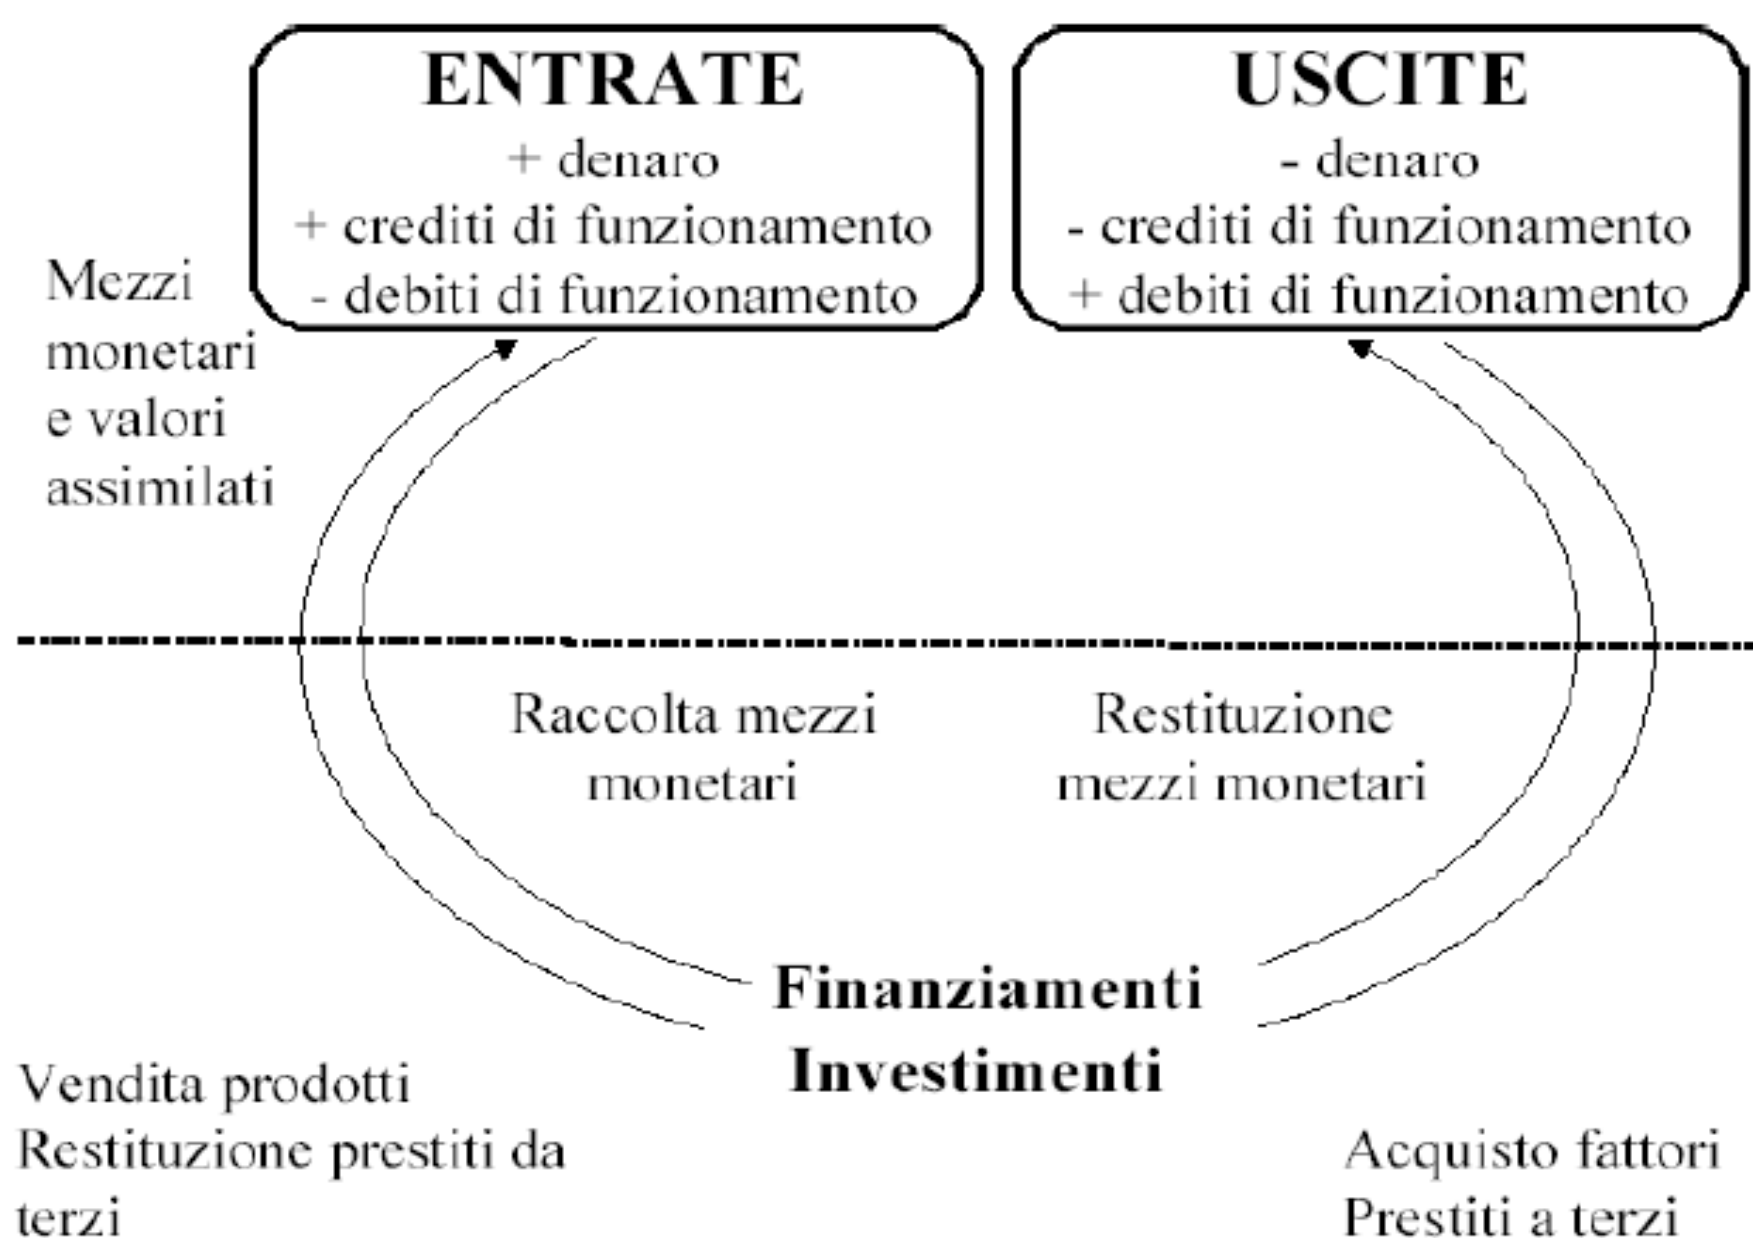 ENTRATE
+ denaro
+ crediti di funzionamento
- debiti di funzionamento
USCITE
- denaro
- crediti di funzionamento
+ debiti di funzionamento
Mezzi
monetari
e valori
assimilati
Raccolta mezzi
monetari
Restituzione
mezzi monetari
Finanziamenti
Investimenti
Vendita prodotti
Restituzione prestiti da
terzi
Acquisto fattori
Prestiti a terzi